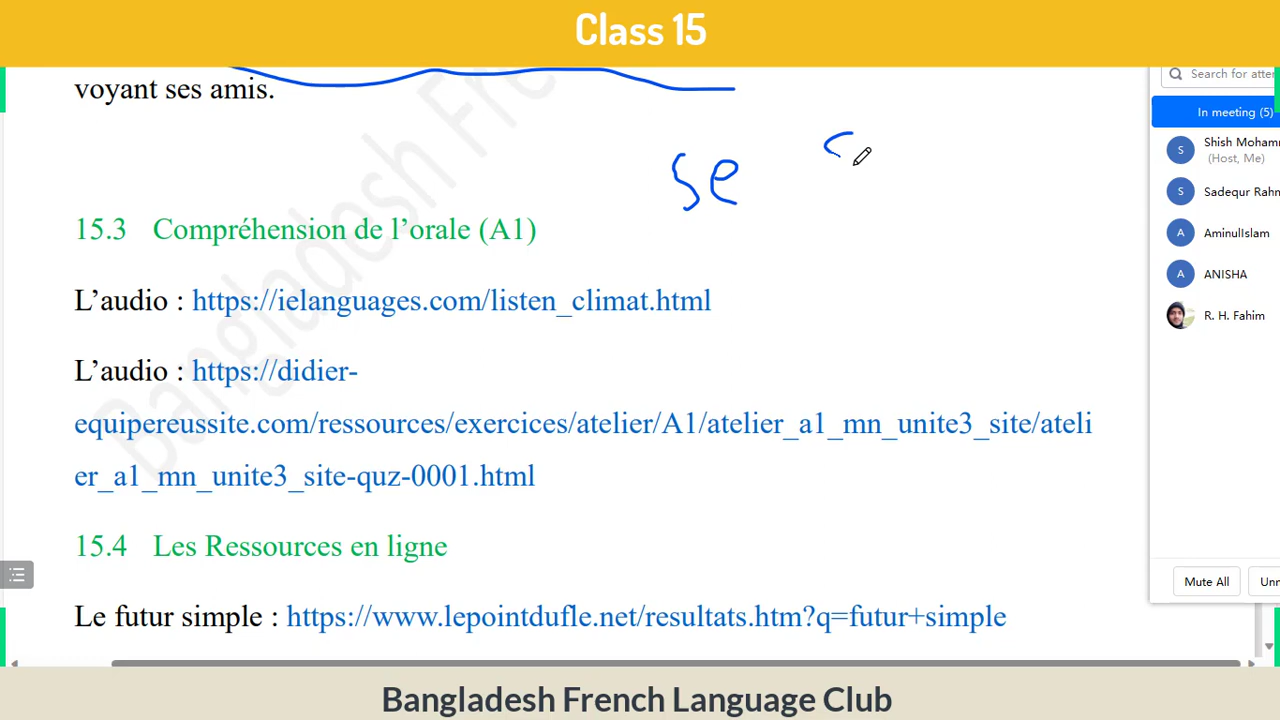 Class 15
voyant ses amis.
se
15.3 Compréhension de l’orale (A1)
L’audio : https://ielanguages.com/listen_climat.html
L’audio : https://didier-
equipereussite.com/ressources/exercices/atelier/A1/atelier_a1_mn_unite3_site/ateli
er_a1_mn_unite3_site-quz-0001.html
15.4 Les Ressources en ligne
Le futur simple : https://www.lepointdufle.net/resultats.htm?q=futur+simple
Bangladesh Fre
Search for atter
In meeting (5)
S
Shish Mohamm
(Host, Me)
S
Sadequr Rahm
A
AminulIslam
A
ANISHA
R. H. Fahim
Mute All
Unm
Bangladesh French Language Club